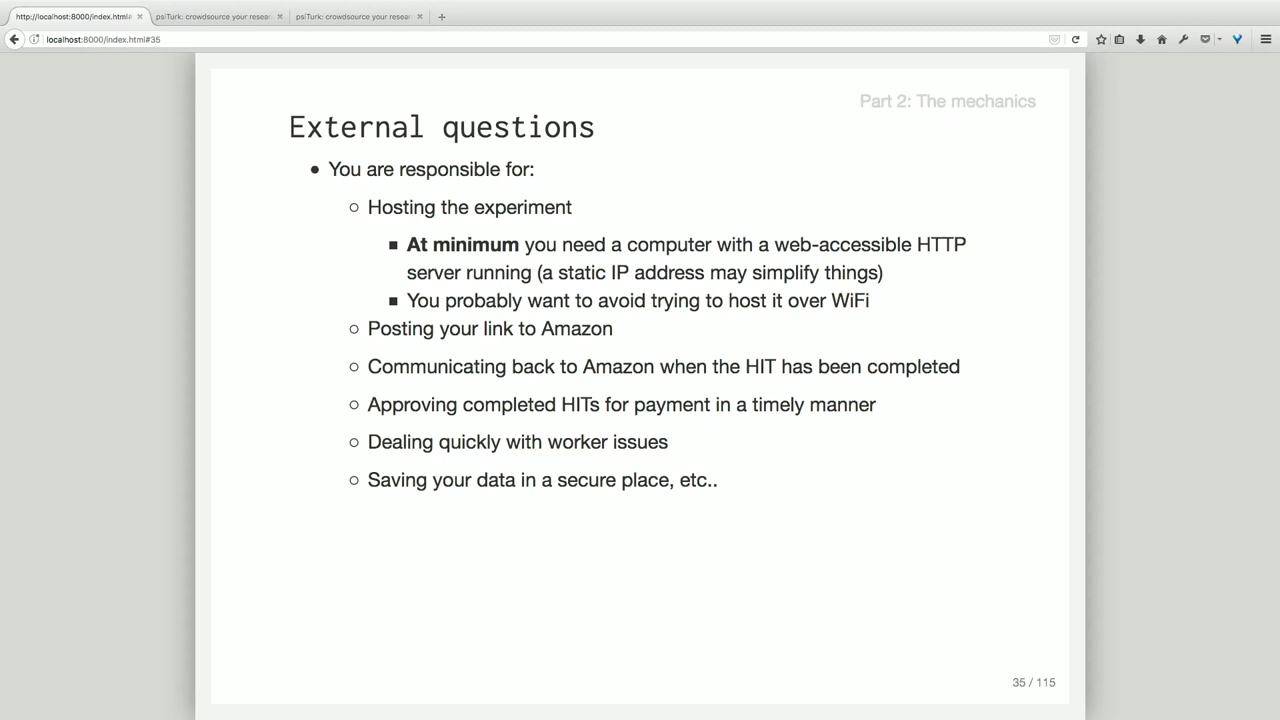 http://localhost:8000/index.html#
psiTurk: crowdsource your resear
psiTurk: crowdsource your resear
localhost:8000/index.html#35
Part 2: The mechanics
External questions
You are responsible for:
Hosting the experiment
At minimum you need a computer with a web-accessible HTTP
server running (a static IP address may simplify things)
You probably want to avoid trying to host it over WiFi
Posting your link to Amazon
Communicating back to Amazon when the HIT has been completed
Approving completed HITs for payment in a timely manner
Dealing quickly with worker issues
Saving your data in a secure place, etc..
35 / 115